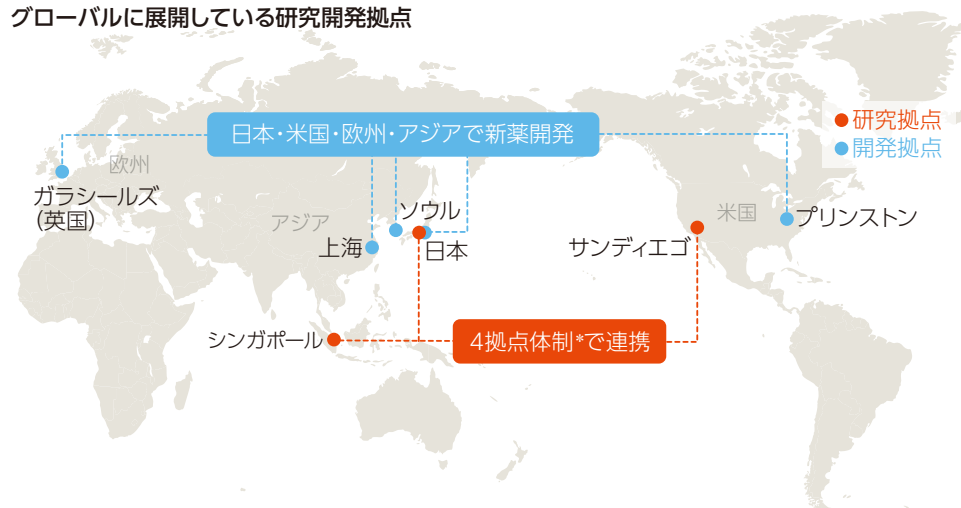 グローバルに展開している研究開発拠点
研究拠点
開発拠点
日本・米国・欧州・アジアで新薬開発
欧州
ガラシールズ
(英国)
アジア
ソウル
上海
日本
米国
プリンストン
サンディエゴ
シンガポール
4拠点体制*で連携